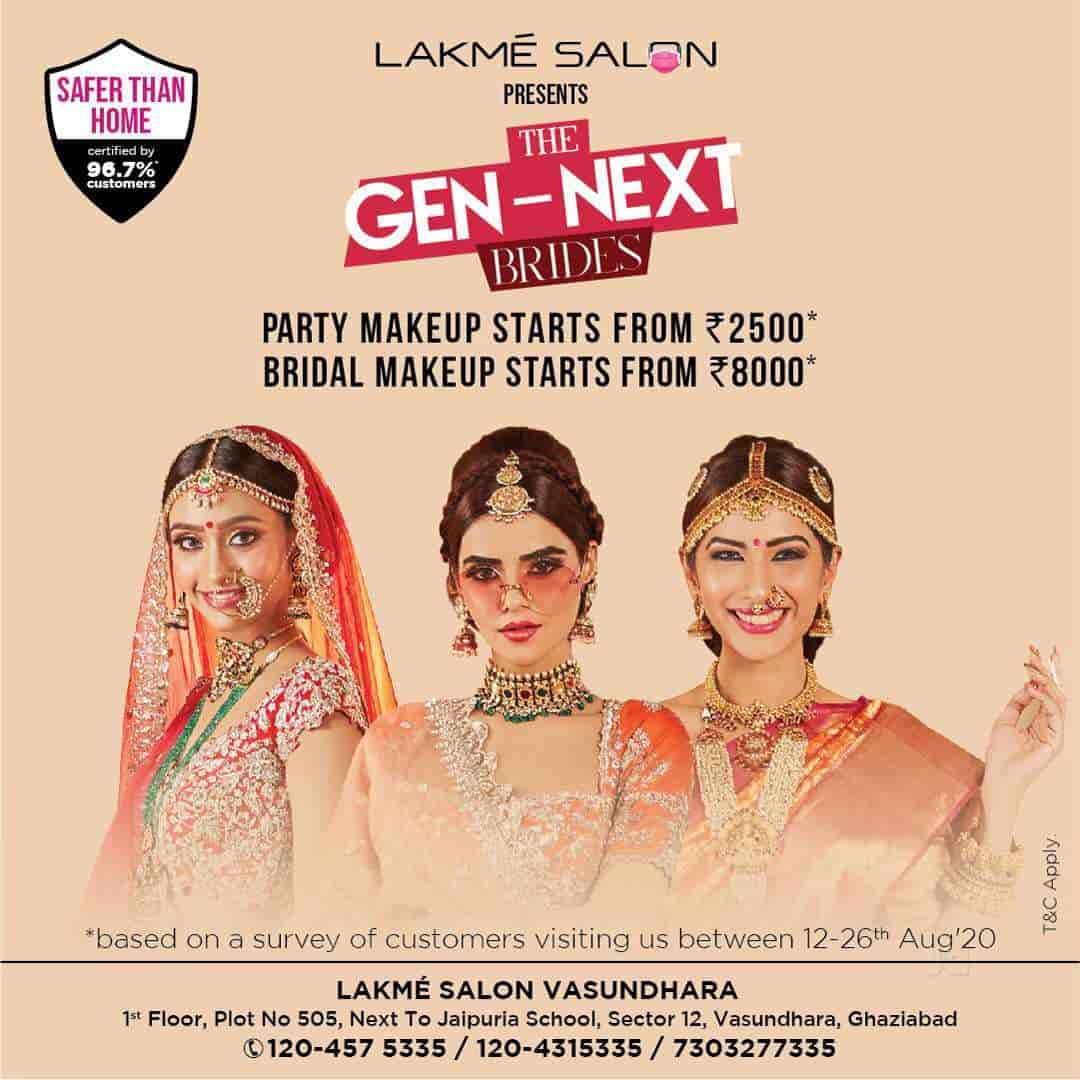 SAFER THAN
HOME
certified by
96.7%*
customers
LAKMÉ SALON
PRESENTS
THE
GEN-NEXT
BRIDES
PARTY MAKEUP STARTS FROM ₹2500*
BRIDAL MAKEUP STARTS FROM ₹8000*
T&C Apply.
*based on a survey of customers visiting us between 12-26th Aug'20
LAKMÉ SALON VASUNDHARA
1st Floor, Plot No 505, Next To Jaipuria School, Sector 12, Vasundhara, Ghaziabad
120-457 5335 / 120-4315335 / 7303277335